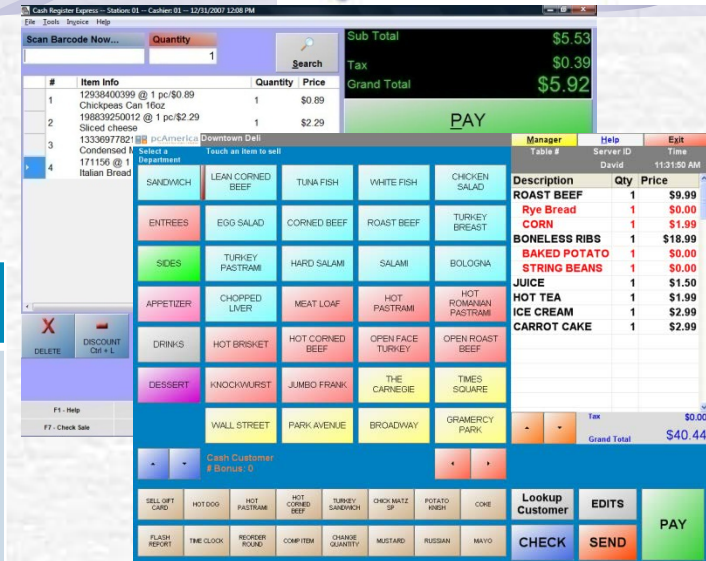 Cash Register Express -- Station: 01 -- Cashier: 01 -- 12/31/2007 12:08 PM
File Tools Invoice Help
Scan Barcode Now...
Quantity
1
Search
Sub Total $5.53
Tax $0.39
Grand Total $5.92
PAY
# Item Info Quantity Price
1 12938400399 @ 1 pc/$0.89 1 $0.89
Chickpeas Can 16oz
2 198839250012 @ 1 pc/$2.29 1 $2.29
Sliced cheese
3 13336977821
Condensed
4 171156 @ 1
Italian Bread
X
DELETE
DISCOUNT
Ctrl + L
F1 - Help
F7 - Check Sale
pcAmerica Downtown Deli
Select a Department
Touch an item to sell
Manager Help Exit
Table # Server ID Time
David 11:31:50 AM
SANDWICH LEAN CORNED BEEF TUNA FISH WHITE FISH CHICKEN SALAD
ENTREES EGG SALAD CORNED BEEF ROAST BEEF TURKEY BREAST
SIDES TURKEY PASTRAMI HARD SALAMI SALAMI BOLOGNA
APPETIZER CHOPPED LIVER MEAT LOAF HOT PASTRAMI HOT ROMANIAN PASTRAMI
DRINKS HOT BRISKET HOT CORNED BEEF OPEN FACE TURKEY OPEN ROAST BEEF
DESSERT KNOCKWURST JUMBO FRANK THE CARNEGIE TIMES SQUARE
WALL STREET PARK AVENUE BROADWAY GRAMERCY PARK
Cash Customer
# Bonus: 0
Description Qty Price
ROAST BEEF 1 $9.99
Rye Bread 1 $0.00
CORN 1 $1.99
BONELESS RIBS 1 $18.99
BAKED POTATO 1 $0.00
STRING BEANS 1 $0.00
JUICE 1 $1.50
HOT TEA 1 $1.99
ICE CREAM 1 $2.99
CARROT CAKE 1 $2.99
Tax $0.00
Grand Total $40.44
SELL GIFT CARD HOT DOG HOT PASTRAMI HOT CORNED BEEF TURKEY SANDWICH CHICK MATZ SP POTATO KNISH COKE
FLASH REPORT TIME CLOCK REORDER ROUND COMP ITEM CHANGE QUANTITY MUSTARD RUSSIAN MAYO
Lookup Customer EDITS
CHECK SEND PAY